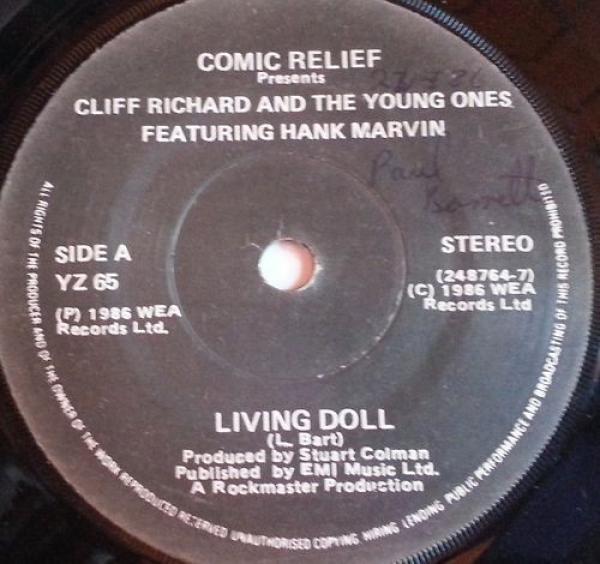 COMIC RELIEF
Presents
CLIFF RICHARD AND THE YOUNG ONES
FEATURING HANK MARVIN
Paul
Barrett
SIDE A
YZ 65
(P) 1986 WEA
Records Ltd.
STEREO
(248764-7)
(C) 1986 WEA
Records Ltd
LIVING DOLL
(L. Bart)
Produced by Stuart Colman
Published by EMI Music Ltd.
A Rockmaster Production
ALL RIGHTS OF THE PRODUCER AND OF THE OWNER OF THE WORK REPRODUCED RESERVED UNAUTHORISED COPYING HIRING LENDING PUBLIC PERFORMANCE AND BROADCASTING OF THIS RECORD PROHIBITED